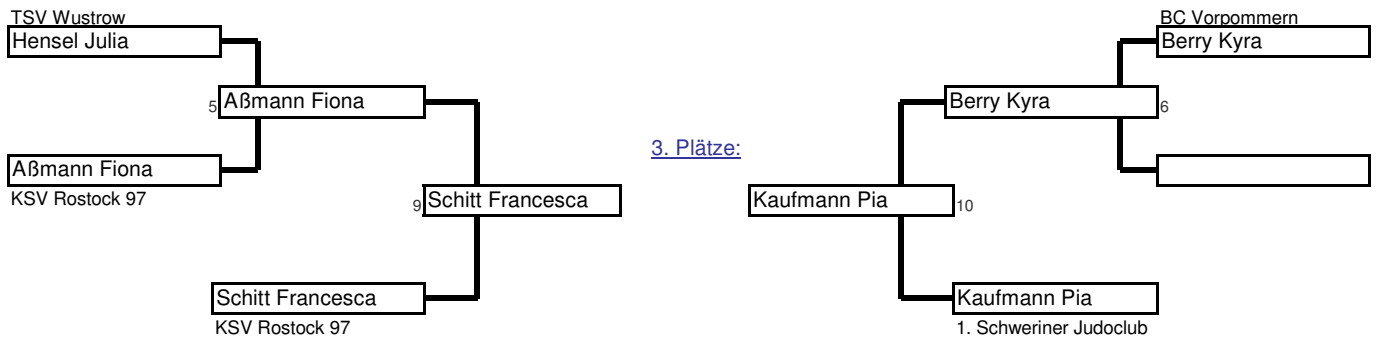 TSV Wustrow
Hensel Julia
5
Aßmann Fiona
Aßmann Fiona
KSV Rostock 97
9
Schitt Francesca
Schitt Francesca
KSV Rostock 97
3. Plätze:
BC Vorpommern
Berry Kyra
Berry Kyra
6
Kaufmann Pia
10
Kaufmann Pia
1. Schweriner Judoclub